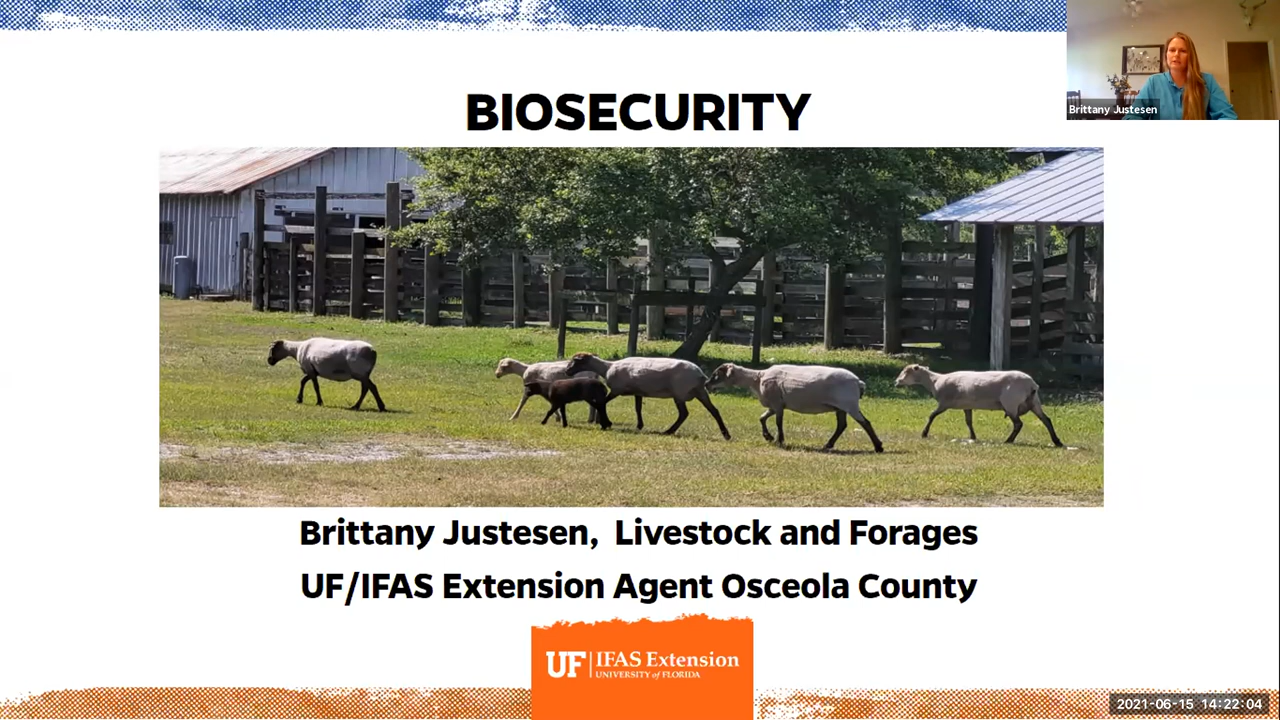 BIOSECURITY
Brittany Justesen
Brittany Justesen, Livestock and Forages
UF/IFAS Extension Agent Osceola County
UF IFAS Extension
UNIVERSITY of FLORIDA
2021-06-15 14:22:04